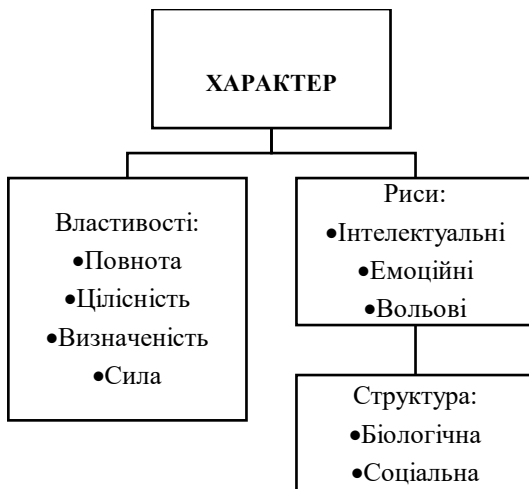 ХАРАКТЕР
Властивості:
•Повнота
•Цілісність
•Визначеність
•Сила
Риси:
•Інтелектуальні
•Емоційні
•Вольові
Структура:
•Біологічна
•Соціальна